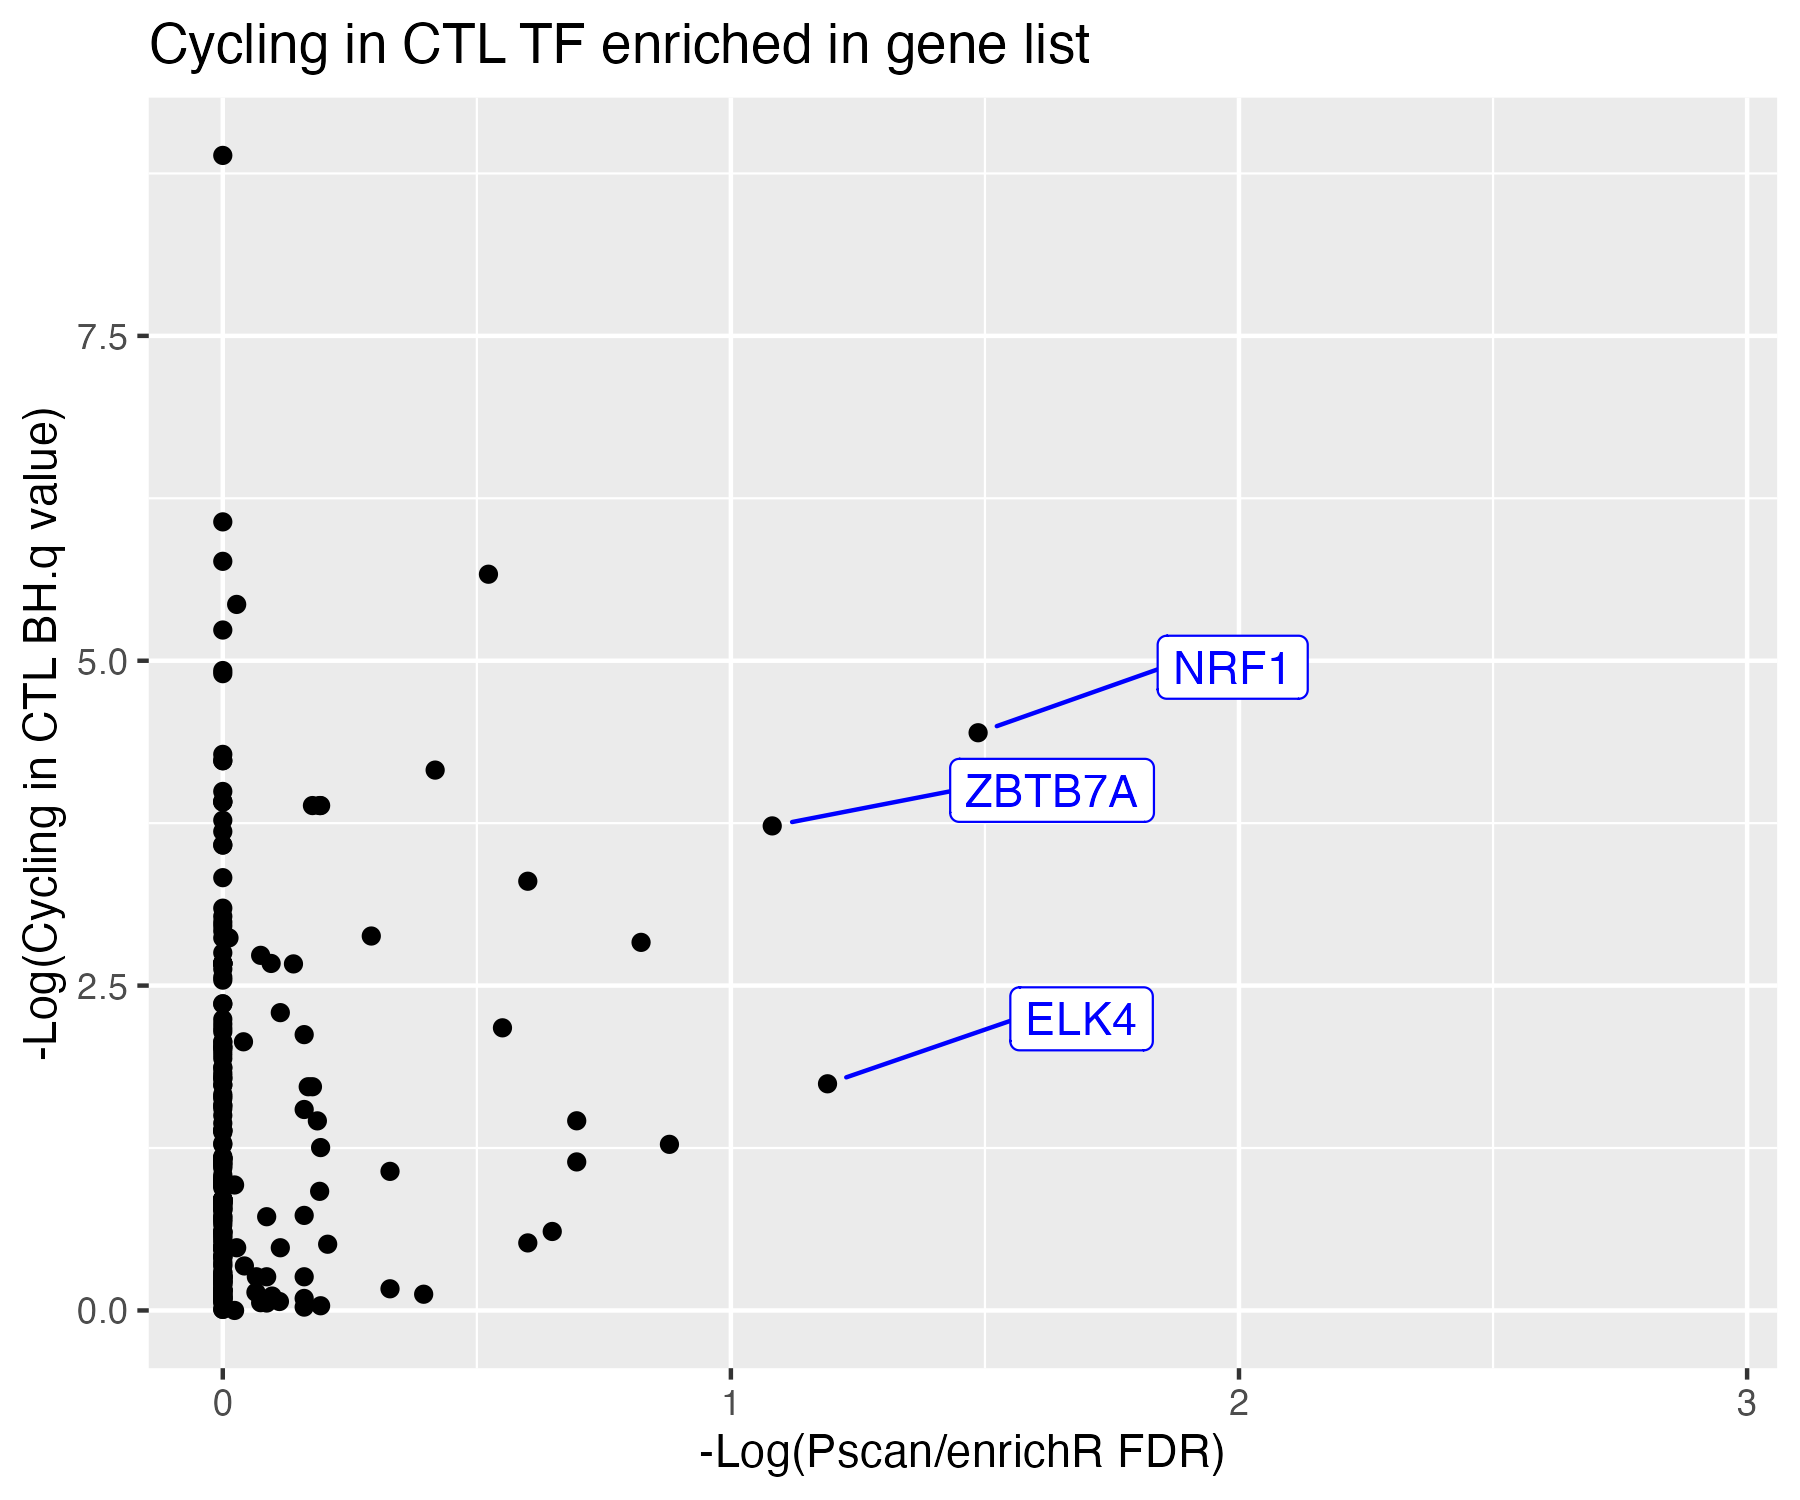 Cycling in CTL TF enriched in gene list
-Log(Cycling in CTL BH.q value)
7.5
5.0
2.5
0.0
NRF1
ZBTB7A
ELK4
0
1
2
3
-Log(Pscan/enrichR FDR)